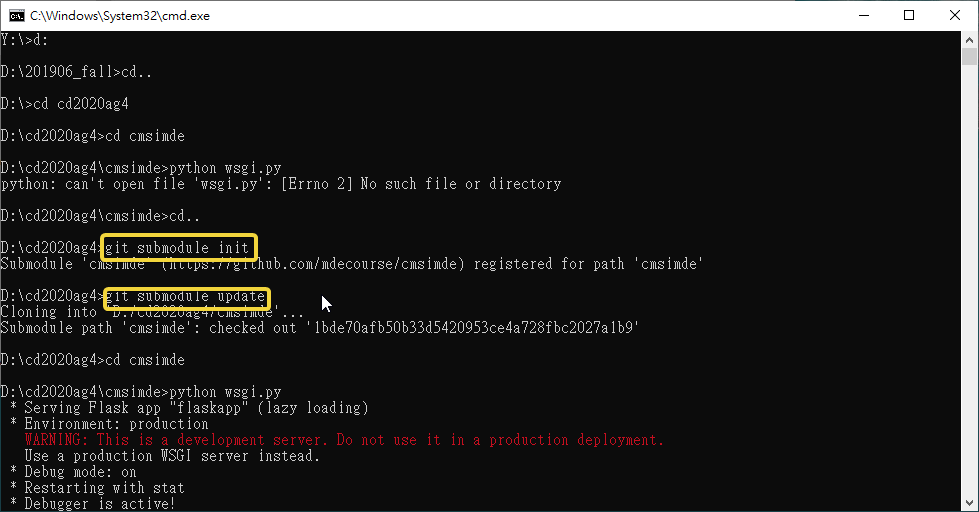 C:\Windows\System32\cmd.exe
Y:\>d:
D:\201906_fall>cd..
D:\>cd cd2020ag4
D:\cd2020ag4>cd cmsimde
D:\cd2020ag4\cmsimde>python wsgi.py
python: can't open file 'wsgi.py': [Errno 2] No such file or directory
D:\cd2020ag4\cmsimde>cd..
D:\cd2020ag4>git submodule init
Submodule 'cmsimde' (https://github.com/mdecourse/cmsimde) registered for path 'cmsimde'
D:\cd2020ag4>git submodule update
Cloning into 'D:/cd2020ag4/cmsimde'...
Submodule path 'cmsimde': checked out '1bde70afb50b33d5420953ce4a728fbc2027a1b9'
D:\cd2020ag4>cd cmsimde
D:\cd2020ag4\cmsimde>python wsgi.py
* Serving Flask app "flaskapp" (lazy loading)
* Environment: production
WARNING: This is a development server. Do not use it in a production deployment.
Use a production WSGI server instead.
* Debug mode: on
* Restarting with stat
* Debugger is active!